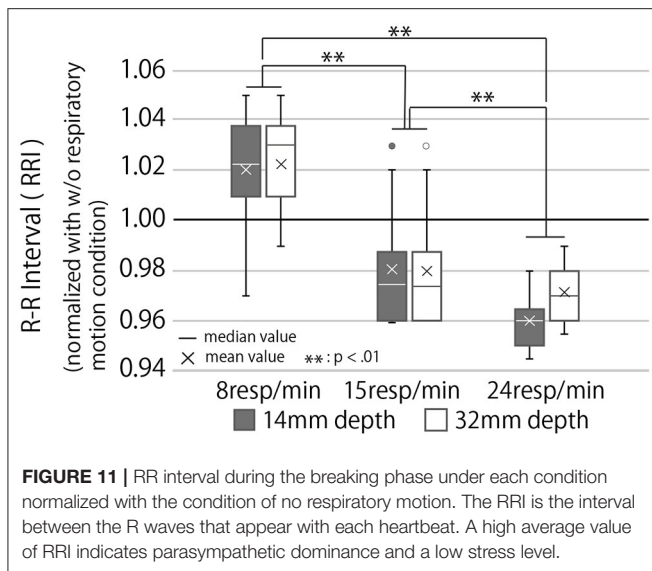 **
**
**
R-R Interval ( RRI )
(normalized with w/o respiratory
motion condition)
1.06
1.04
1.02
1.00
0.98
0.96
0.94
— median value
× mean value   ** : p < .01
8resp/min 15resp/min 24resp/min
14mm depth 32mm depth
FIGURE 11 | RR interval during the breaking phase under each condition
normalized with the condition of no respiratory motion. The RRI is the interval
between the R waves that appear with each heartbeat. A high average value
of RRI indicates parasympathetic dominance and a low stress level.